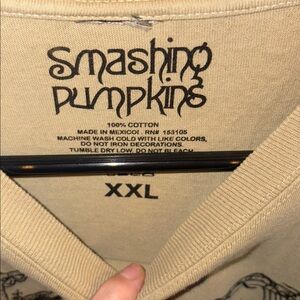 Smashing
Pumpkins
100% COTTON
MADE IN MEXICO. RN# 153105
MACHINE WASH COLD WITH LIKE COLORS,
DO NOT IRON DECORATIONS.
TUMBLE DRY LOW. DO NOT BLEACH.
XXL